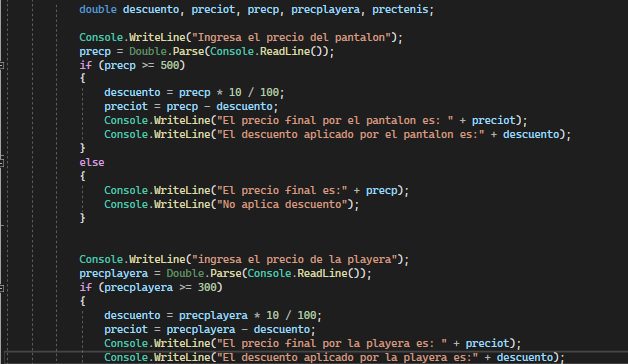 double descuento, preciot, precp, precplayera, prectenis;
Console.WriteLine("Ingresa el precio del pantalon");
precp = Double.Parse(Console.ReadLine());
if (precp >= 500)
{
descuento = precp * 10 / 100;
preciot = precp - descuento;
Console.WriteLine("El precio final por el pantalon es: " + preciot);
Console.WriteLine("El descuento aplicado por el pantalon es:" + descuento);
}
else
{
Console.WriteLine("El precio final es:" + precp);
Console.WriteLine("No aplica descuento");
}
Console.WriteLine("ingresa el precio de la playera");
precplayera = Double.Parse(Console.ReadLine());
if (precplayera >= 300)
{
descuento = precplayera * 10 / 100;
preciot = precplayera - descuento;
Console.WriteLine("El precio final por la playera es: " + preciot);
Console.WriteLine("El descuento aplicado por la playera es:" + descuento);